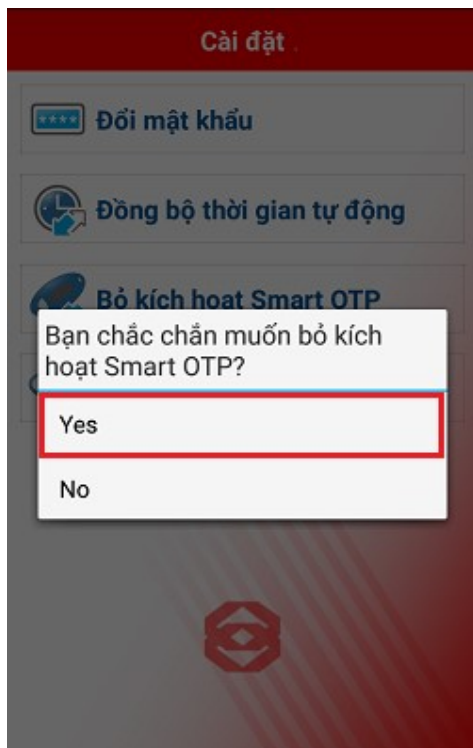 Cài đặt
Đổi mật khẩu
Đồng bộ thời gian tự động
Bỏ kích hoạt Smart OTP
Bạn chắc chắn muốn bỏ kích
hoạt Smart OTP?
Yes
No